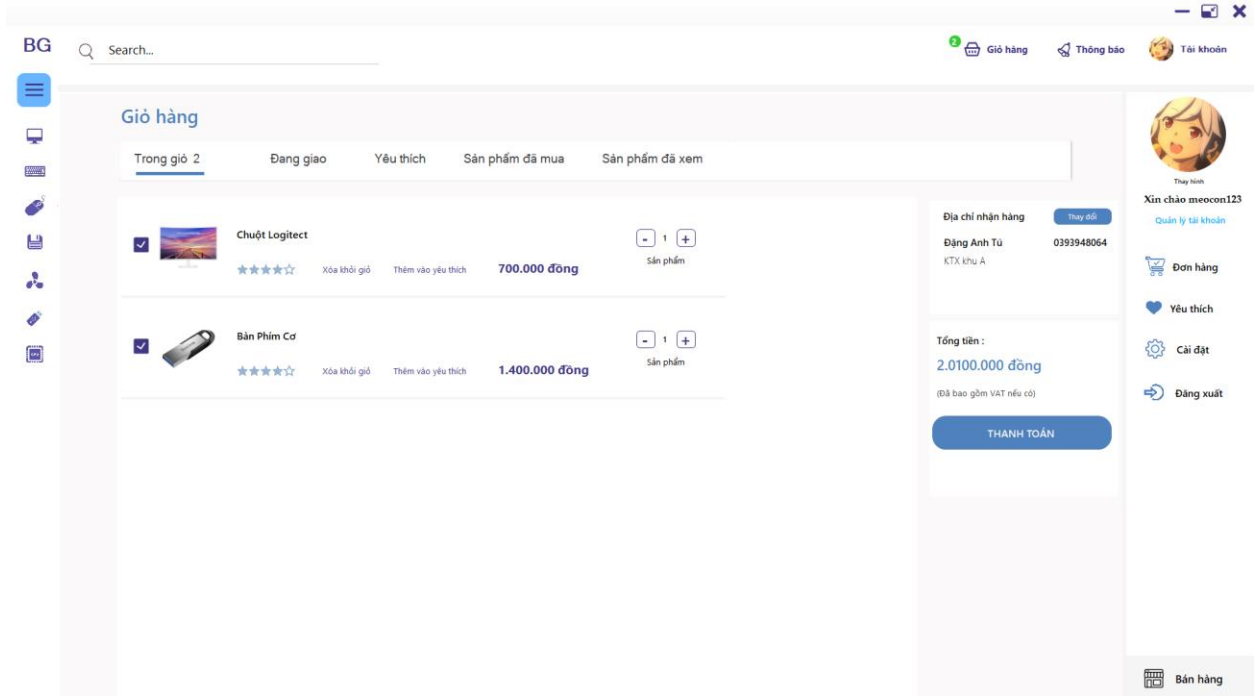 BG
Search...
2
Giỏ hàng
Thông báo
Tài khoản
Giỏ hàng
Trong giỏ 2
Đang giao
Yêu thích
Sản phẩm đã mua
Sản phẩm đã xem
Chuột Logitect
Xóa khỏi giỏ
Thêm vào yêu thích
700.000 đồng
- 1 +
Sản phẩm
Bàn Phím Cơ
Xóa khỏi giỏ
Thêm vào yêu thích
1.400.000 đồng
- 1 +
Sản phẩm
Địa chỉ nhận hàng
Thay đổi
Đặng Anh Tú
0393948064
KTX khu A
Tổng tiền :
2.0100.000 đồng
(Đã bao gồm VAT nếu có)
THANH TOÁN
Thay hình
Xin chào meocon123
Quản lý tài khoản
Đơn hàng
Yêu thích
Cài đặt
Đăng xuất
Bán hàng